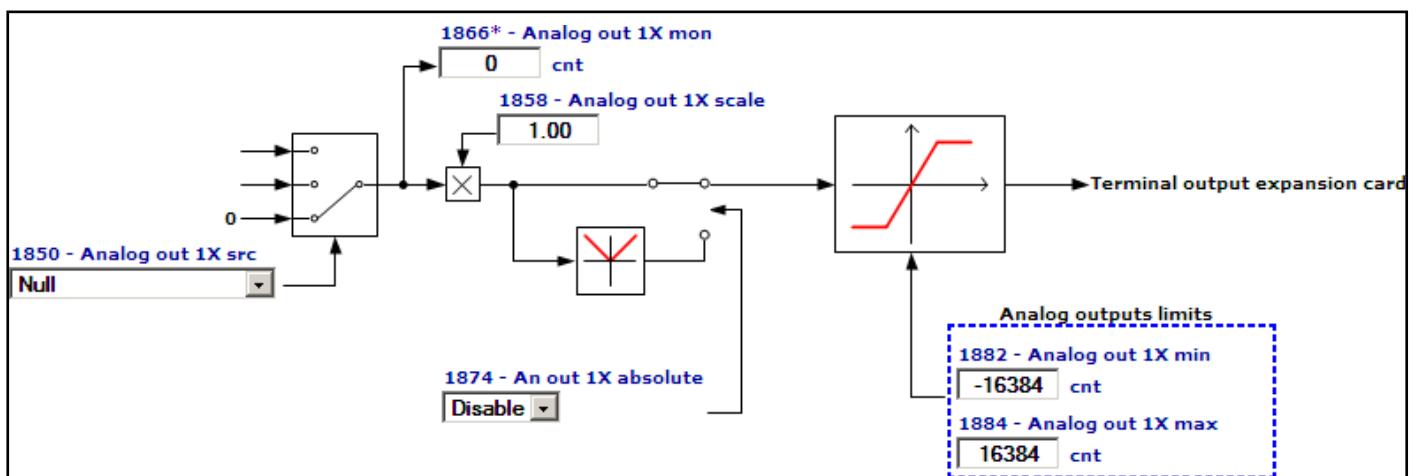 1866* - Analog out 1X mon
0 cnt
1858 - Analog out 1X scale
1.00
0
Terminal output expansion card
1850 - Analog out 1X src
Null
Analog outputs limits
1882 - Analog out 1X min
-16384 cnt
1874 - An out 1X absolute
Disable
1884 - Analog out 1X max
16384 cnt